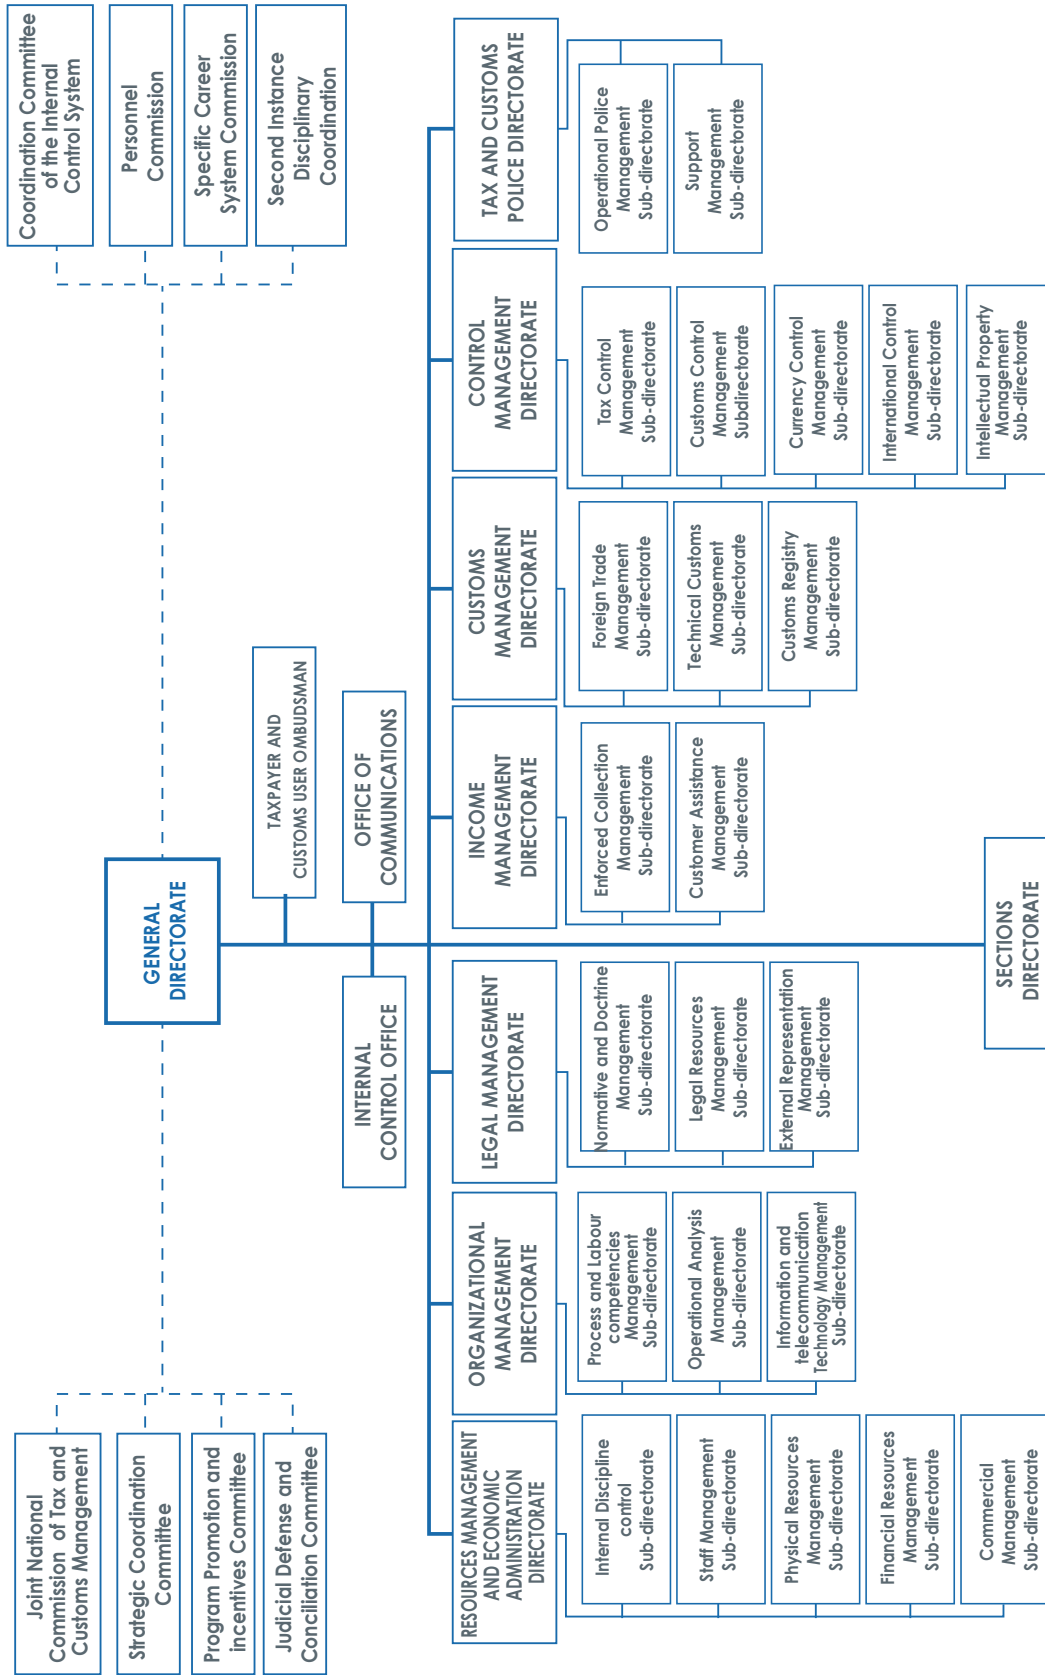 Joint National
Commission of Tax and
Customs Management
Strategic Coordination
Committee
Program Promotion and
incentives Committee
Judicial Defense and
Conciliation Committee
GENERAL
DIRECTORATE
Coordination Committee
of the Internal
Control System
Personnel
Commission
Specific Career
System Commission
Second Instance
Disciplinary
Coordination
TAXPAYER AND
CUSTOMS USER OMBUDSMAN
INTERNAL
CONTROL OFFICE
OFFICE OF
COMMUNICATIONS
RESOURCES MANAGEMENT
AND ECONOMIC
ADMINISTRATION
DIRECTORATE
Internal Discipline
control
Sub-directorate
Staff Management
Sub-directorate
Physical Resources
Management
Sub-directorate
Financial Resources
Management
Sub-directorate
Commercial
Management
Sub-directorate
ORGANIZATIONAL
MANAGEMENT
DIRECTORATE
Process and Labour
competencies
Management
Sub-directorate
Operational Analysis
Management
Sub-directorate
Information and
telecommunication
Technology Management
Sub-directorate
LEGAL MANAGEMENT
DIRECTORATE
Normative and Doctrine
Management
Sub-directorate
Legal Resources
Management
Sub-directorate
External Representation
Management
Sub-directorate
INCOME
MANAGEMENT
DIRECTORATE
Enforced Collection
Management
Sub-directorate
Customer Assistance
Management
Sub-directorate
CUSTOMS
MANAGEMENT
DIRECTORATE
Foreign Trade
Management
Sub-directorate
Technical Customs
Management
Sub-directorate
Customs Registry
Management
Sub-directorate
CONTROL
MANAGEMENT
DIRECTORATE
Tax Control
Management
Sub-directorate
Customs Control
Management
Subdirectorate
Currency Control
Management
Sub-directorate
International Control
Management
Sub-directorate
Intellectual Property
Management
Sub-directorate
TAX AND CUSTOMS
POLICE DIRECTORATE
Operational Police
Management
Sub-directorate
Support
Management
Sub-directorate
SECTIONS
DIRECTORATE